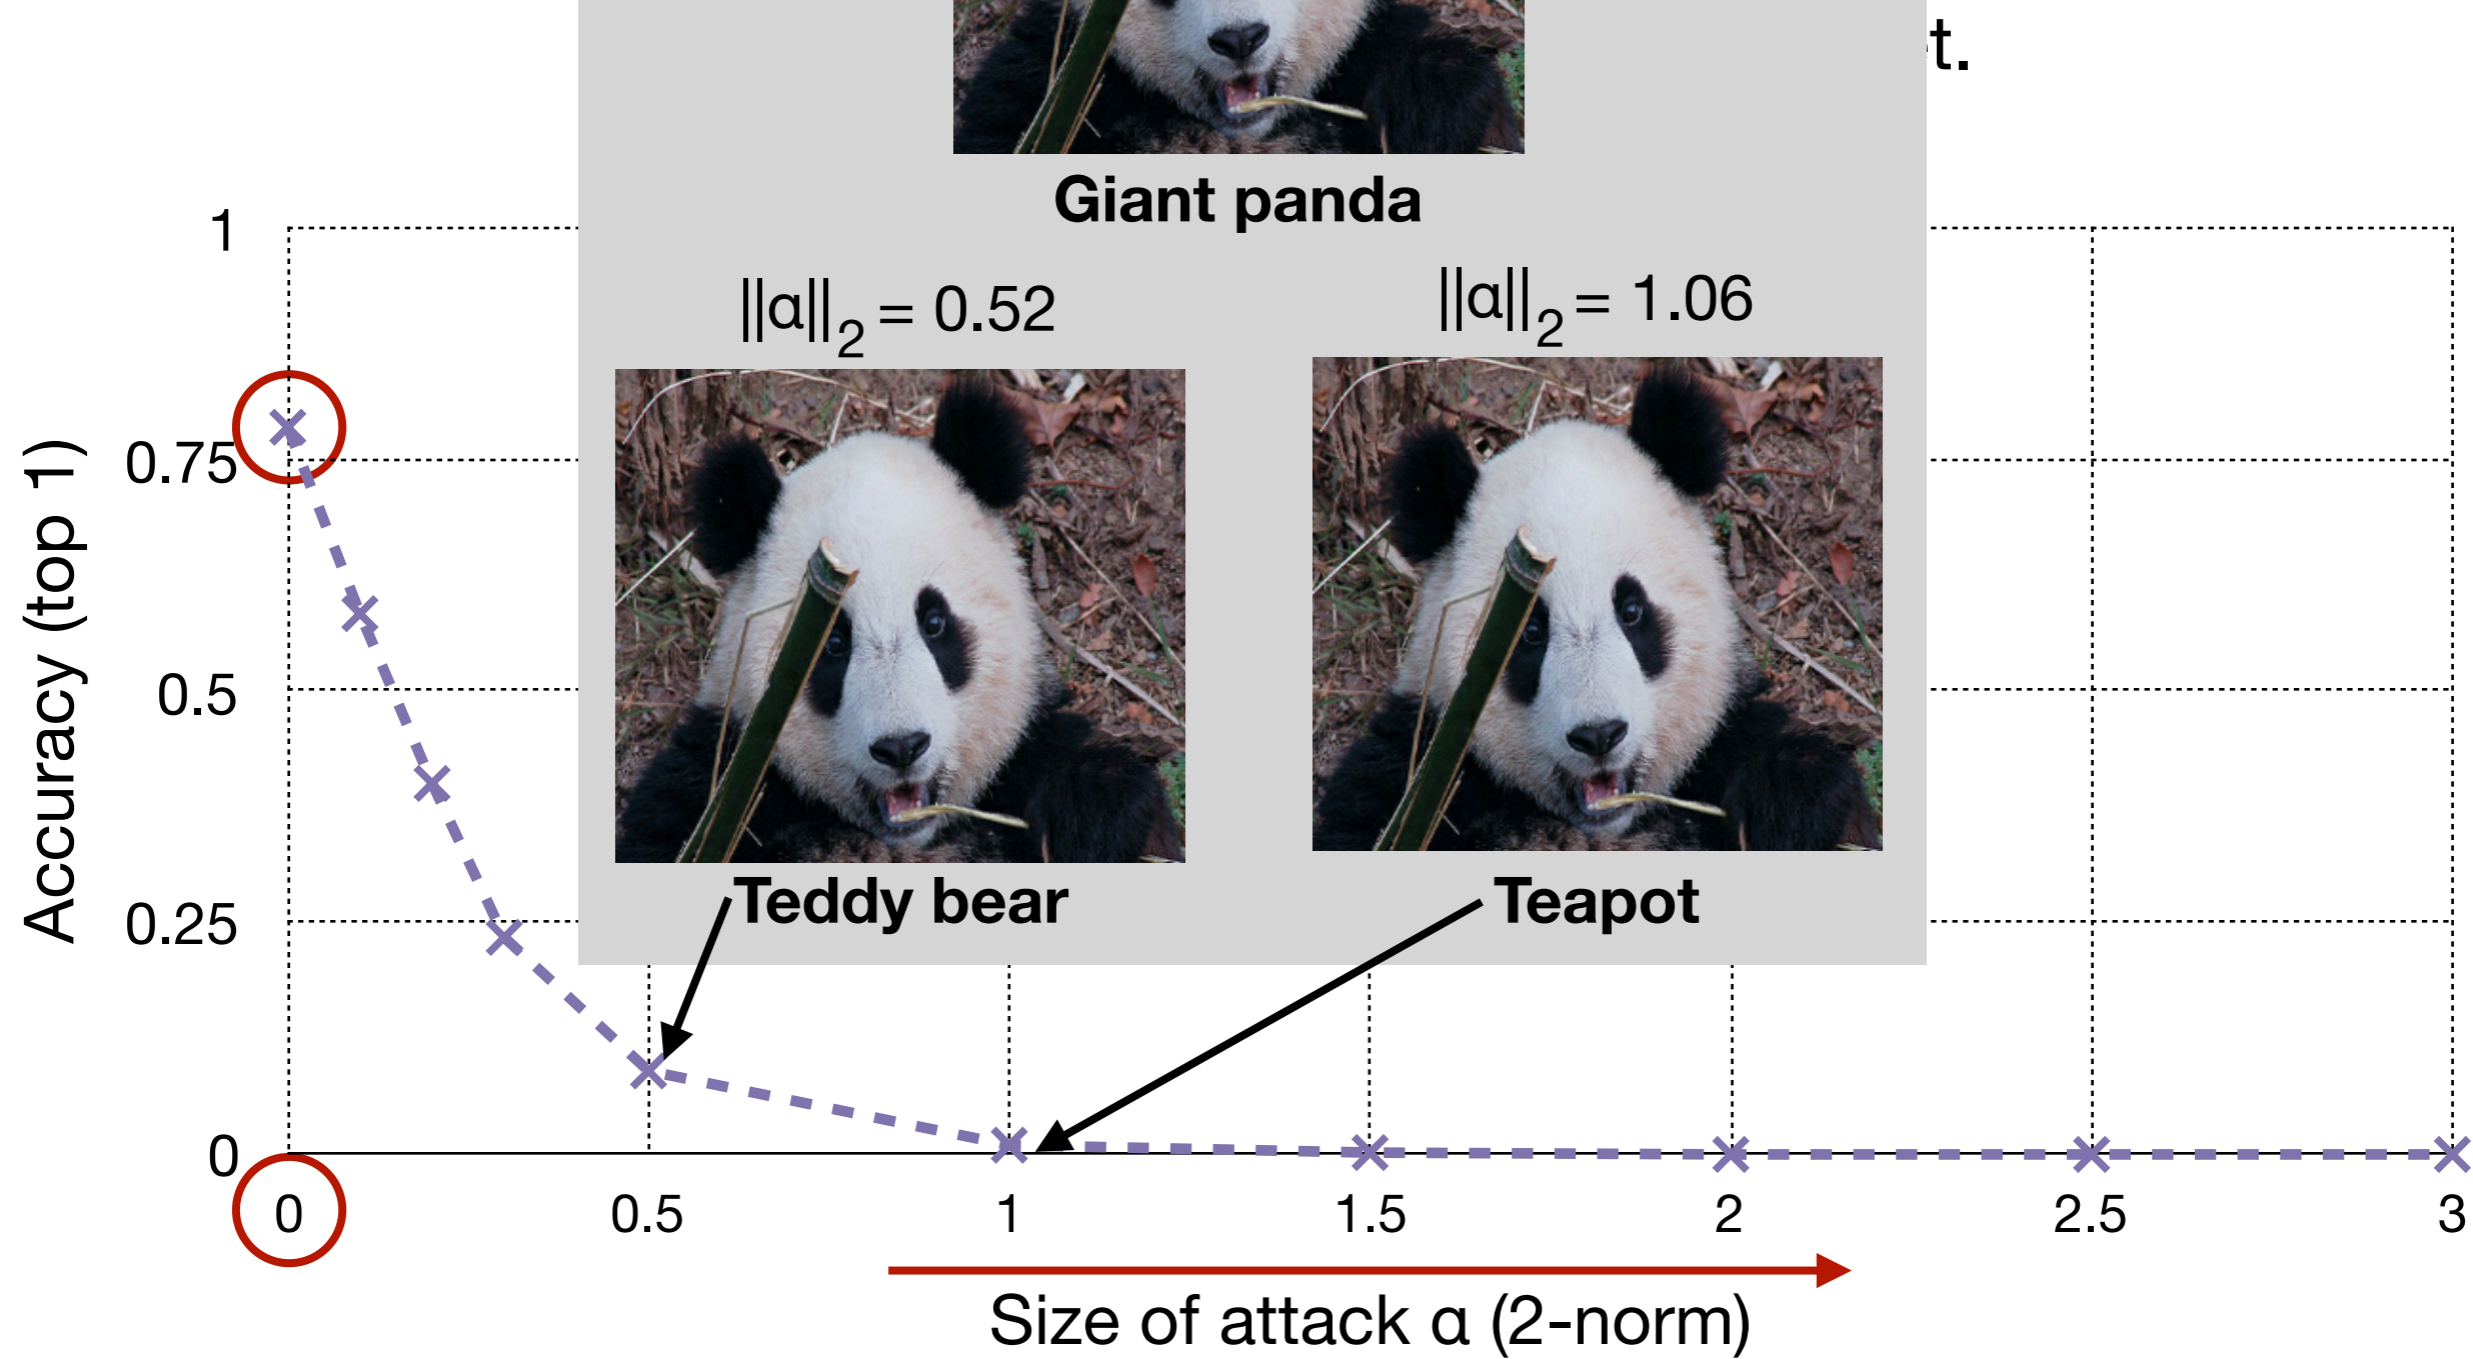 t.
Giant panda
||α||2 = 0.52
||α||2 = 1.06
Teddy bear
Teapot
Accuracy (top 1)
1
0.75
0.5
0.25
0
0
0.5
1
1.5
2
2.5
3
Size of attack α (2-norm)